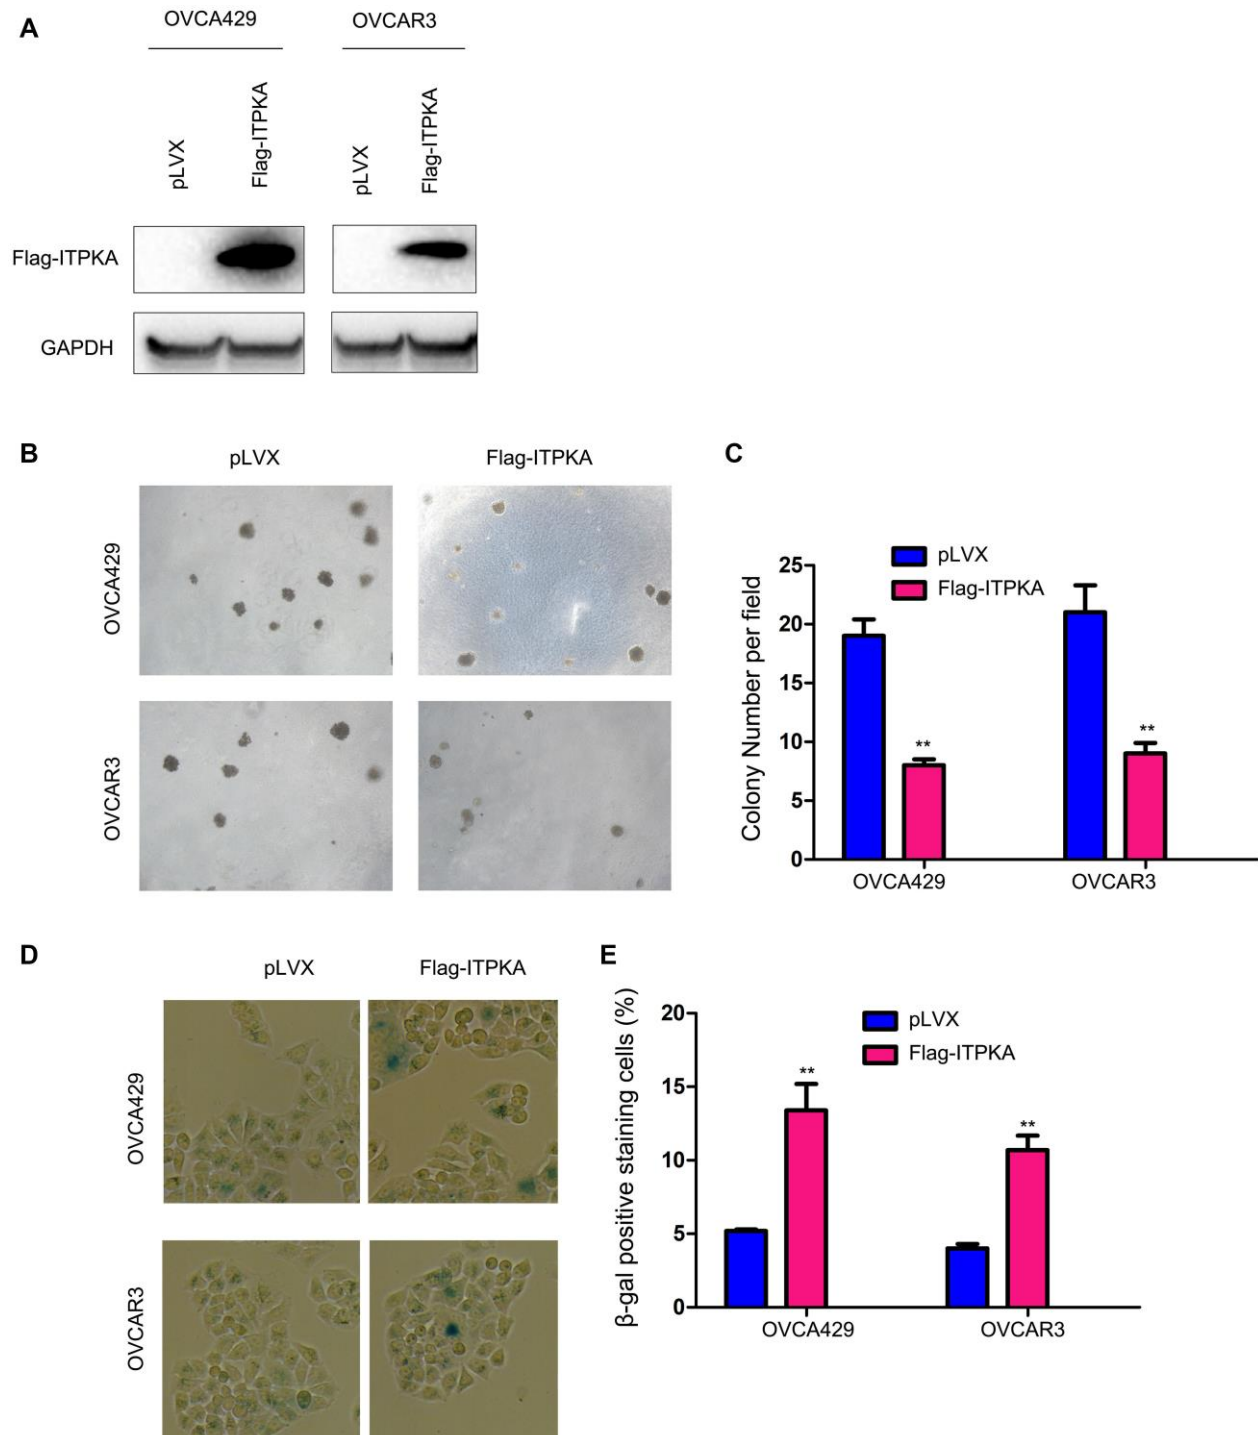 A
OVCA429
OVCAR3
pLVX
Flag-ITPKA
pLVX
Flag-ITPKA
Flag-ITPKA
GAPDH
B
pLVX
Flag-ITPKA
OVCA429
OVCAR3
C
pLVX
Flag-ITPKA
Colony Number per field
25
20
15
10
5
0
**
**
OVCA429
OVCAR3
D
pLVX
Flag-ITPKA
OVCA429
OVCAR3
E
pLVX
Flag-ITPKA
β-gal positive staining cells (%)
20
15
10
5
0
**
**
OVCA429
OVCAR3